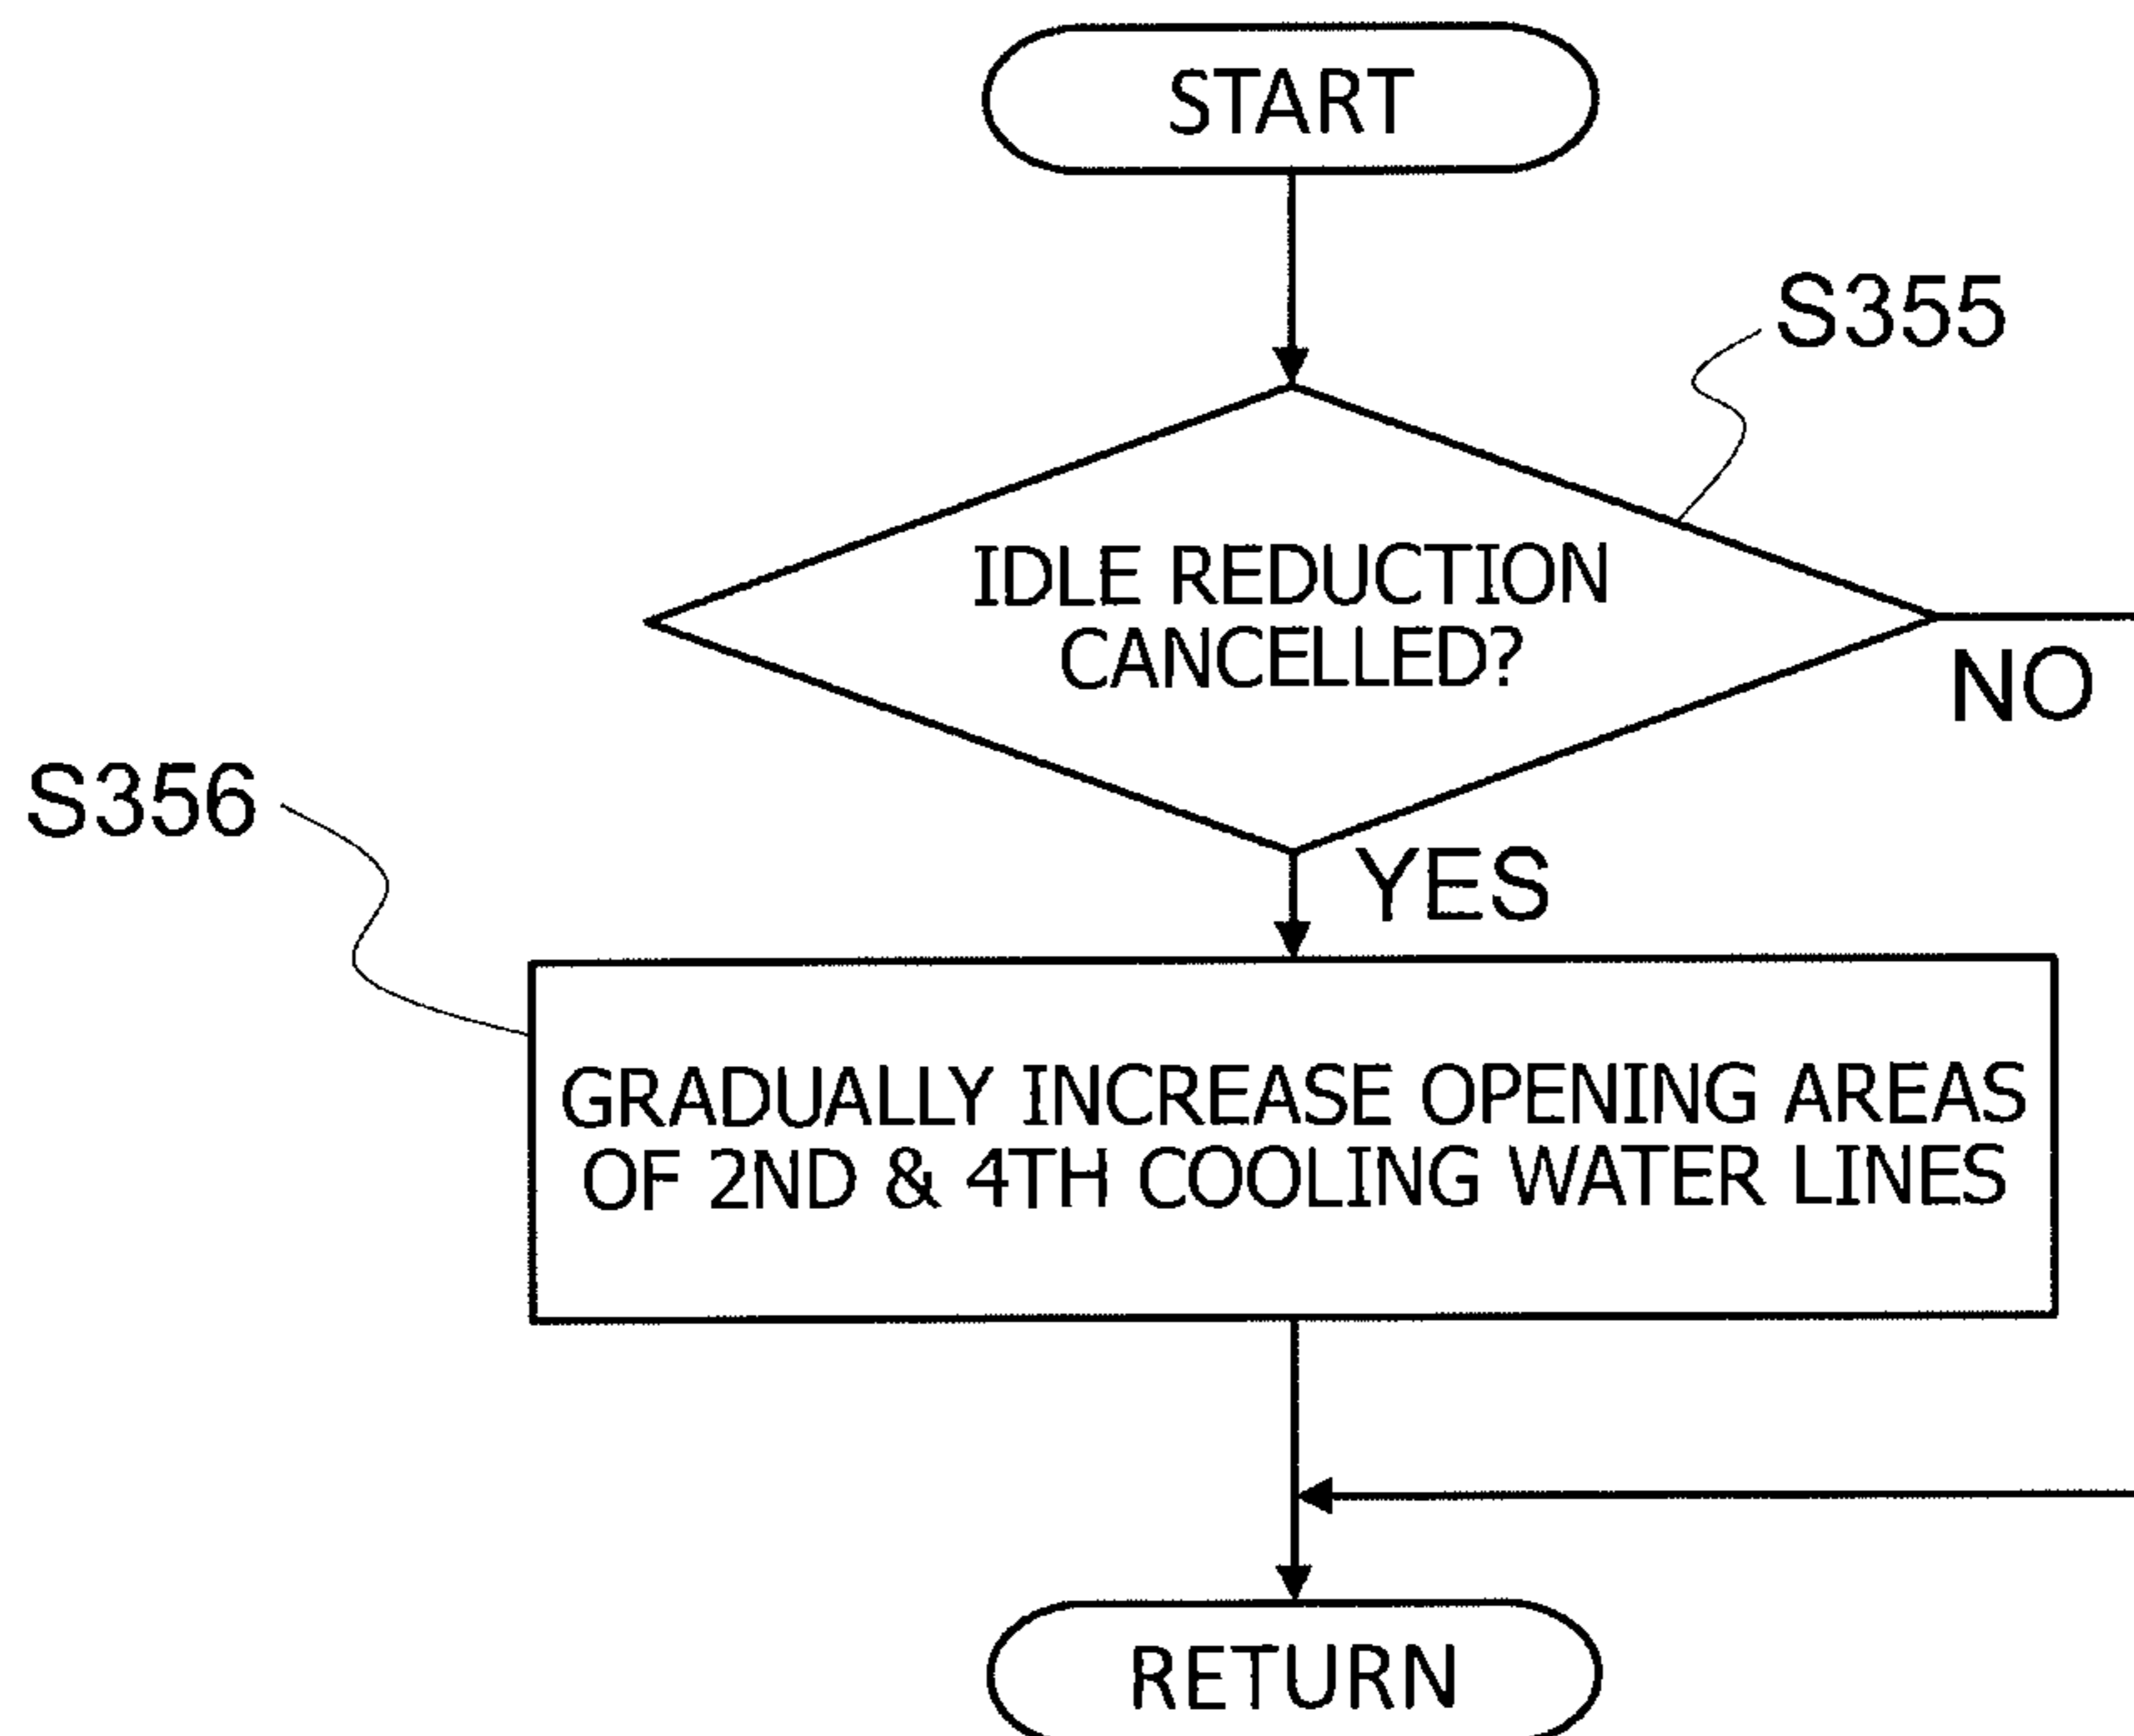 START
S355
IDLE REDUCTION
CANCELLED?
NO
S356
YES
GRADUALLY INCREASE OPENING AREAS
OF 2ND & 4TH COOLING WATER LINES
RETURN